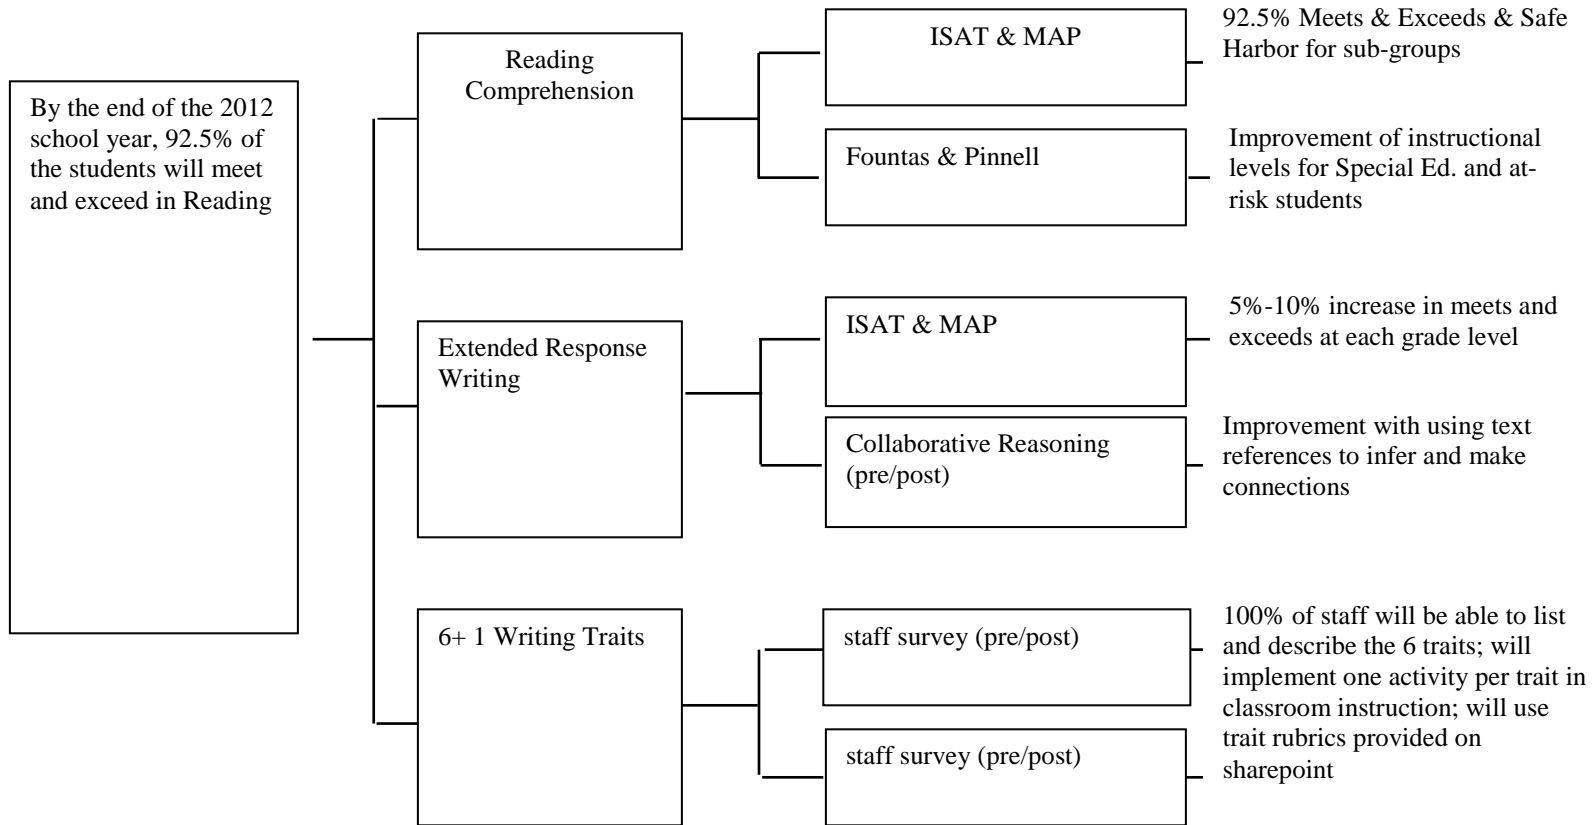 By the end of the 2012
school year, 92.5% of
the students will meet
and exceed in Reading
Reading
Comprehension
ISAT & MAP
92.5% Meets & Exceeds & Safe
Harbor for sub-groups
Fountas & Pinnell
Improvement of instructional
levels for Special Ed. and at-
risk students
Extended Response
Writing
ISAT & MAP
5%-10% increase in meets and
exceeds at each grade level
Collaborative Reasoning
(pre/post)
Improvement with using text
references to infer and make
connections
6+ 1 Writing Traits
staff survey (pre/post)
staff survey (pre/post)
100% of staff will be able to list
and describe the 6 traits; will
implement one activity per trait in
classroom instruction; will use
trait rubrics provided on
sharepoint